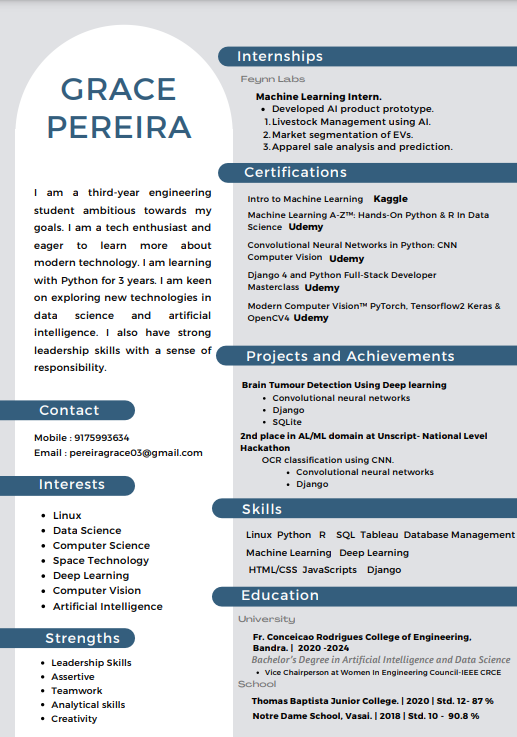 GRACE
PEREIRA
I am a third-year engineering
student ambitious towards my
goals. I am a tech enthusiast and
eager to learn more about
modern technology. I am learning
with Python for 3 years. I am keen
on exploring new technologies in
data science and artificial
intelligence. I also have strong
leadership skills with a sense of
responsibility.
Contact
Mobile : 9175993634
Email : pereiragrace03@gmail.com
Interests
• Linux
• Data Science
• Computer Science
• Space Technology
• Deep Learning
• Computer Vision
• Artificial Intelligence
Strengths
• Leadership Skills
• Assertive
• Teamwork
• Analytical skills
• Creativity
Internships
Feynn Labs
Machine Learning Intern.
• Developed AI product prototype.
1. Livestock Management using AI.
2. Market segmentation of EVs.
3. Apparel sale analysis and prediction.
Certifications
Intro to Machine Learning Kaggle
Machine Learning A-Z™: Hands-On Python & R In Data
Science Udemy
Convolutional Neural Networks in Python: CNN
Computer Vision Udemy
Django 4 and Python Full-Stack Developer
Masterclass Udemy
Modern Computer Vision™ PyTorch, Tensorflow2 Keras &
OpenCV4 Udemy
Projects and Achievements
Brain Tumour Detection Using Deep learning
• Convolutional neural networks
• Django
• SQLite
2nd place in AL/ML domain at Unscript- National Level
Hackathon
OCR classification using CNN.
• Convolutional neural networks
• Django
Skills
Linux Python R SQL Tableau Database Management
Machine Learning Deep Learning
HTML/CSS JavaScripts Django
Education
University
Fr. Conceicao Rodrigues College of Engineering,
Bandra. | 2020 -2024
Bachelor's Degree in Artificial Intelligence and Data Science
• Vice Chairperson at Women In Engineering Council-IEEE CRCE
School
Thomas Baptista Junior College. | 2020 | Std. 12- 87 %
Notre Dame School, Vasai. | 2018 | Std. 10 - 90.8 %